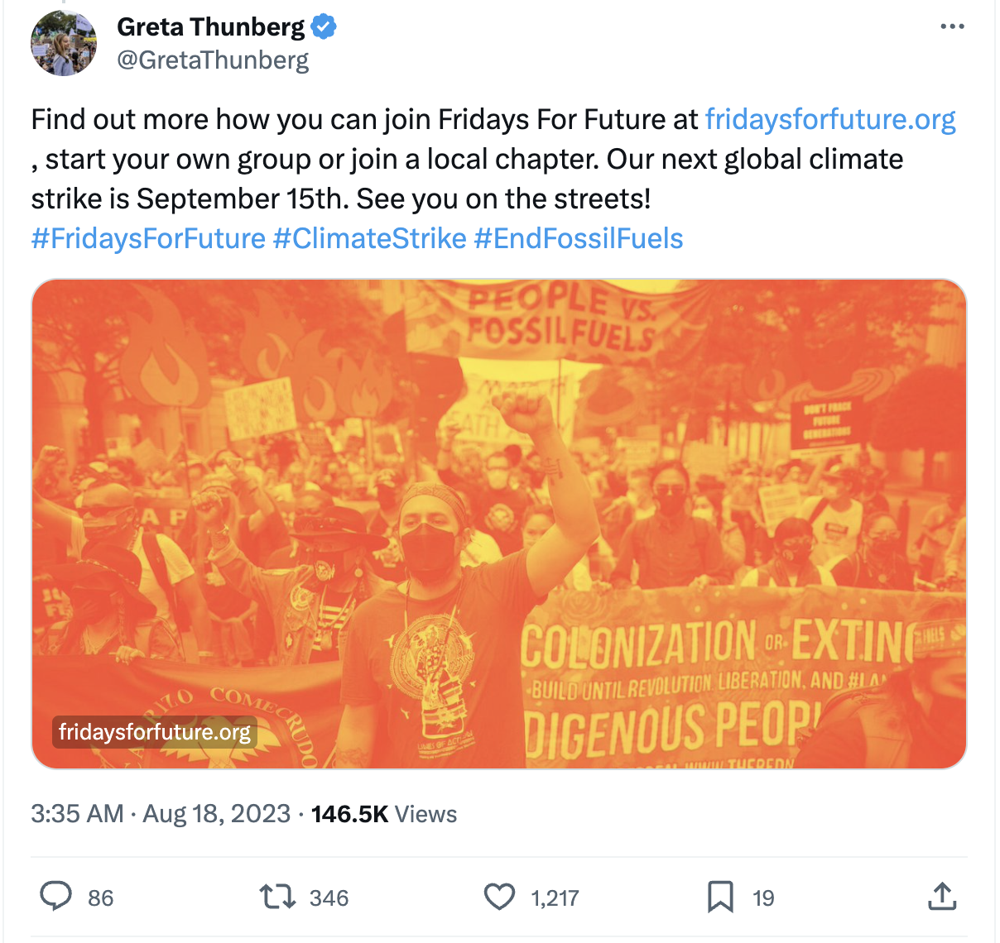 Greta Thunberg
@GretaThunberg
Find out more how you can join Fridays For Future at fridaysforfuture.org
, start your own group or join a local chapter. Our next global climate
strike is September 15th. See you on the streets!
#FridaysForFuture #ClimateStrike #EndFossilFuels
PEOPLE VS.
FOSSIL FUELS
DON'T FRACK
FUTURE
GENERATIONS
COLONIZATION OR EXTINC
-BUILD UNTIL REVOLUTION, LIBERATION, AND #LAN
DIGENOUS PEOPL
COMECRUDO
fridaysforfuture.org
3:35 AM · Aug 18, 2023 · 146.5K Views
86 346 1,217 19